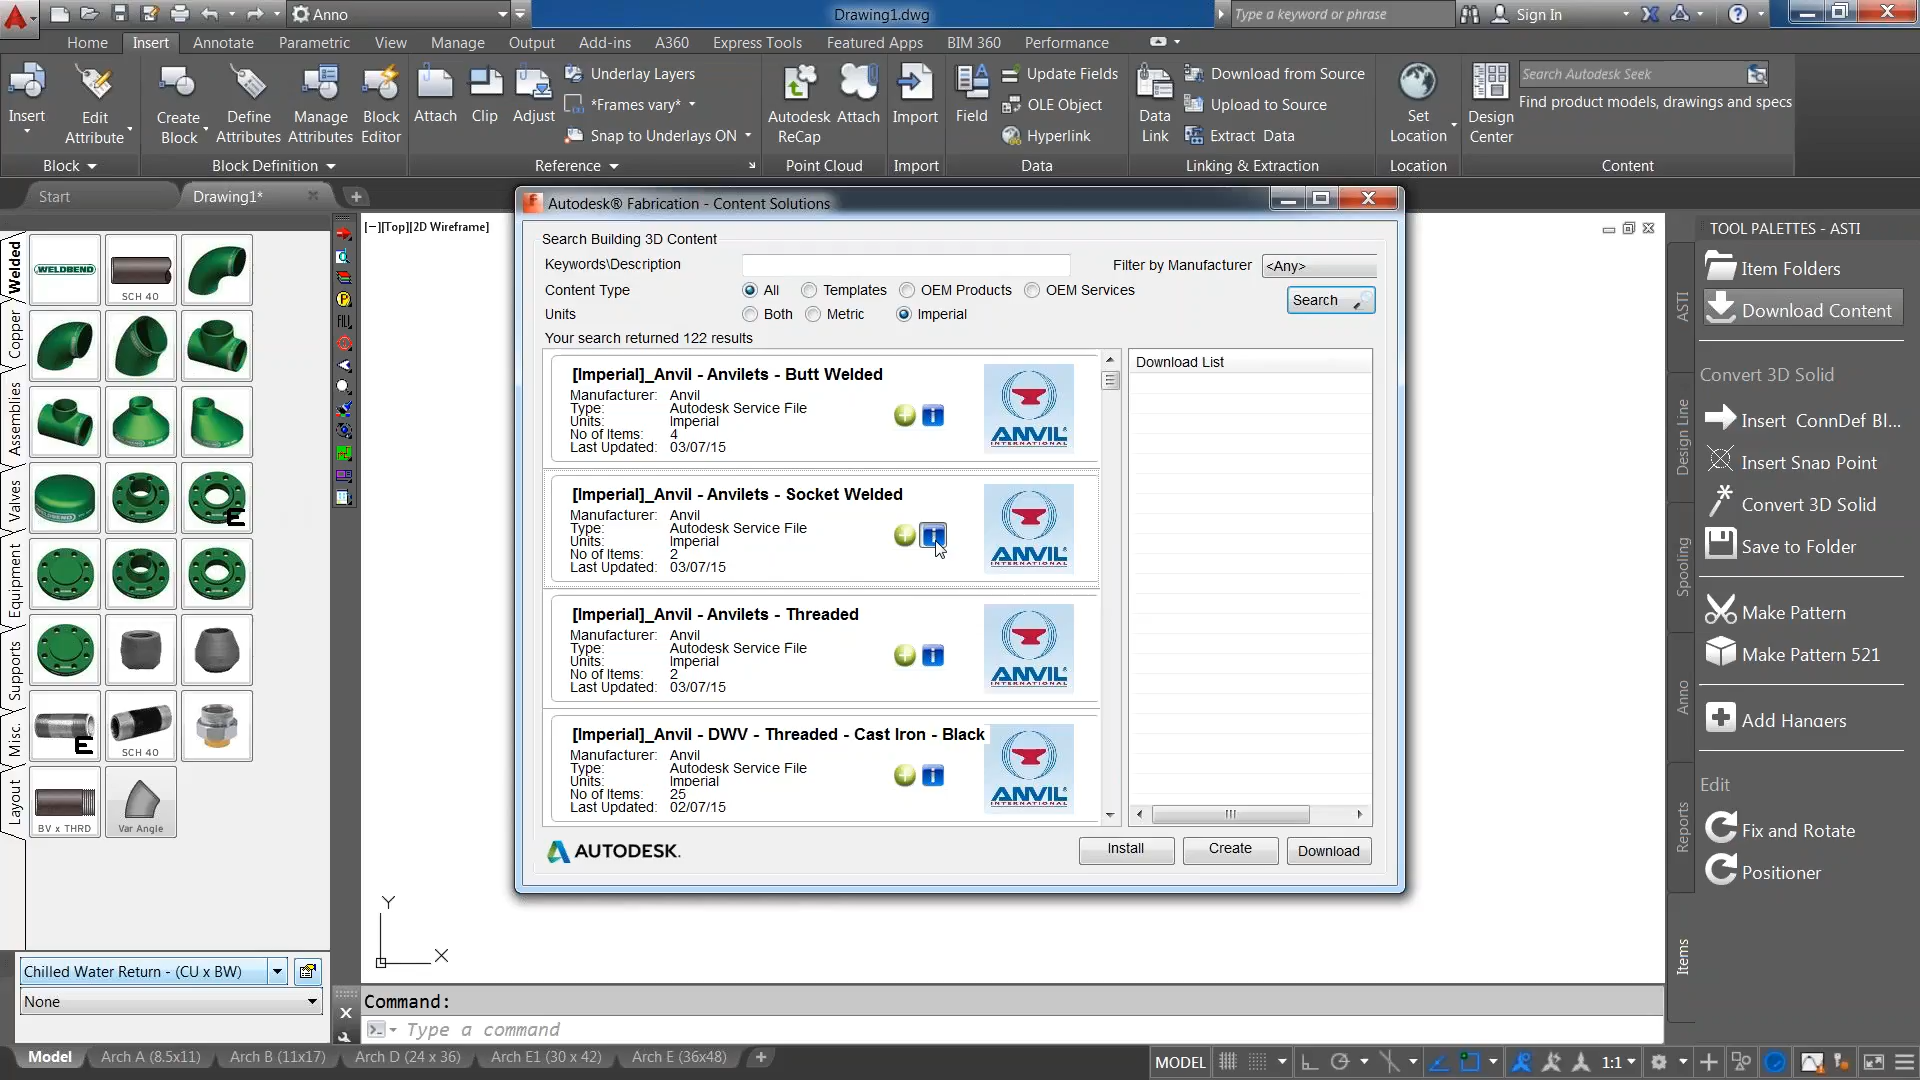 Anno
Drawing1.dwg
Type a keyword or phrase
Sign In
Home
Insert
Annotate
Parametric
View
Manage
Output
Add-ins
A360
Express Tools
Featured Apps
BIM 360
Performance
Insert
Edit
Attribute
Create
Block
Define
Attributes
Manage
Attributes
Block
Editor
Attach
Clip
Adjust
Underlay Layers
*Frames vary*
Snap to Underlays ON
Autodesk
ReCap
Attach
Import
Field
Update Fields
OLE Object
Hyperlink
Data
Link
Download from Source
Upload to Source
Extract Data
Set
Location
Design
Center
Search Autodesk Seek
Find product models, drawings and specs
Block
Block Definition
Reference
Point Cloud
Import
Data
Linking & Extraction
Location
Content
Start
Drawing1*
[−][Top][2D Wireframe]
Welded
Copper
Assemblies
Valves
Equipment
Supports
Misc.
Layout
WELDBEND
SCH 40
E
E
SCH 40
BV x THRD
Var Angle
Chilled Water Return - (CU x BW)
None
Autodesk® Fabrication - Content Solutions
Search Building 3D Content
Keywords\Description
Filter by Manufacturer
<Any>
Content Type
All
Templates
OEM Products
OEM Services
Search
Units
Both
Metric
Imperial
Your search returned 122 results
[Imperial]_Anvil - Anvilets - Butt Welded
Manufacturer: Anvil
Type: Autodesk Service File
Units: Imperial
No of Items: 4
Last Updated: 03/07/15
ANVIL
INTERNATIONAL
[Imperial]_Anvil - Anvilets - Socket Welded
Manufacturer: Anvil
Type: Autodesk Service File
Units: Imperial
No of Items: 2
Last Updated: 03/07/15
ANVIL
INTERNATIONAL
[Imperial]_Anvil - Anvilets - Threaded
Manufacturer: Anvil
Type: Autodesk Service File
Units: Imperial
No of Items: 2
Last Updated: 03/07/15
ANVIL
INTERNATIONAL
[Imperial]_Anvil - DWV - Threaded - Cast Iron - Black
Manufacturer: Anvil
Type: Autodesk Service File
Units: Imperial
No of Items: 25
Last Updated: 02/07/15
ANVIL
INTERNATIONAL
Download List
AUTODESK.
Install
Create
Download
TOOL PALETTES - ASTI
Item Folders
Download Content
Convert 3D Solid
Insert ConnDef Bl...
Insert Snap Point
Convert 3D Solid
Save to Folder
Make Pattern
Make Pattern 521
Add Hangers
Edit
Fix and Rotate
Positioner
ASTI
Design Line
Spooling
Anno
Reports
Items
Y
X
Command:
Type a command
Model
Arch A (8.5x11)
Arch B (11x17)
Arch D (24 x 36)
Arch E1 (30 x 42)
Arch E (36x48)
MODEL
1:1